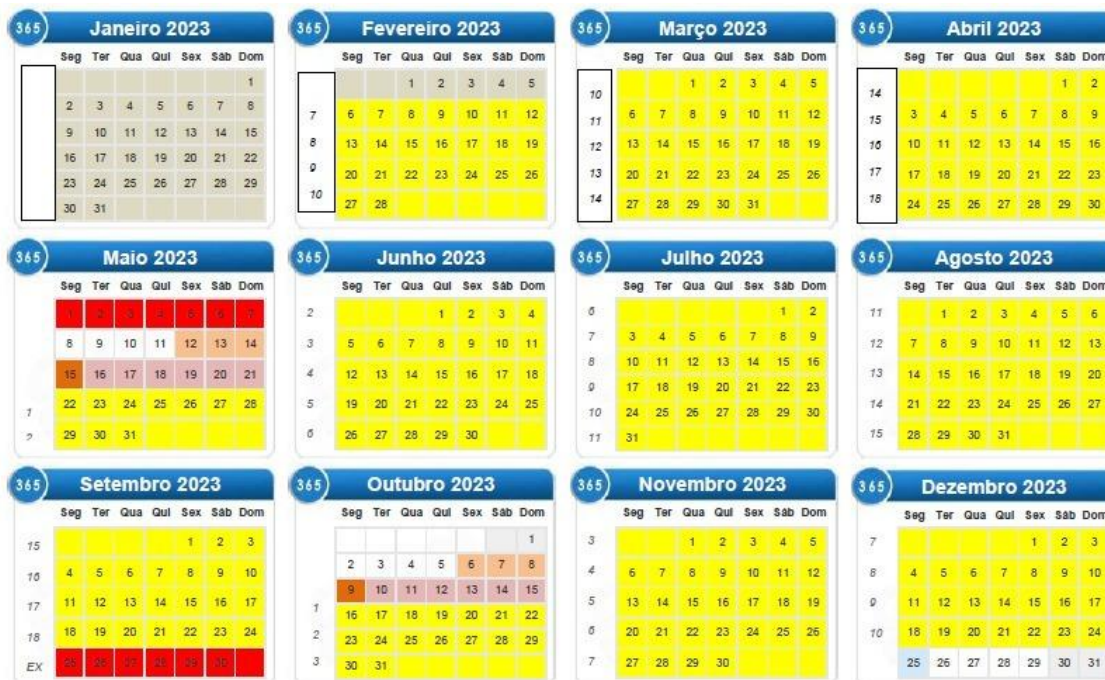 365 Janeiro 2023
Seg Ter Qua Qui Sex Sáb Dom
1
2 3 4 5 6 7 8
9 10 11 12 13 14 15
16 17 18 19 20 21 22
23 24 25 26 27 28 29
30 31
365 Fevereiro 2023
Seg Ter Qua Qui Sex Sáb Dom
1 2 3 4 5
7 6 7 8 9 10 11 12
8 13 14 15 16 17 18 19
9 20 21 22 23 24 25 26
10 27 28
365 Março 2023
Seg Ter Qua Qui Sex Sáb Dom
10 1 2 3 4 5
11 6 7 8 9 10 11 12
12 13 14 15 16 17 18 19
13 20 21 22 23 24 25 26
14 27 28 29 30 31
365 Abril 2023
Seg Ter Qua Qui Sex Sáb Dom
14 1 2
15 3 4 5 6 7 8 9
16 10 11 12 13 14 15 16
17 17 18 19 20 21 22 23
18 24 25 26 27 28 29 30
365 Maio 2023
Seg Ter Qua Qui Sex Sáb Dom
1 2 3 4 5 6 7
8 9 10 11 12 13 14
15 16 17 18 19 20 21
1 22 23 24 25 26 27 28
2 29 30 31
365 Junho 2023
Seg Ter Qua Qui Sex Sáb Dom
2 1 2 3 4
3 5 6 7 8 9 10 11
4 12 13 14 15 16 17 18
5 19 20 21 22 23 24 25
6 26 27 28 29 30
365 Julho 2023
Seg Ter Qua Qui Sex Sáb Dom
6 1 2
7 3 4 5 6 7 8 9
8 10 11 12 13 14 15 16
9 17 18 19 20 21 22 23
10 24 25 26 27 28 29 30
11 31
365 Agosto 2023
Seg Ter Qua Qui Sex Sáb Dom
11 1 2 3 4 5 6
12 7 8 9 10 11 12 13
13 14 15 16 17 18 19 20
14 21 22 23 24 25 26 27
15 28 29 30 31
365 Setembro 2023
Seg Ter Qua Qui Sex Sáb Dom
15 1 2 3
16 4 5 6 7 8 9 10
17 11 12 13 14 15 16 17
18 18 19 20 21 22 23 24
EX 25 26 27 28 29 30
365 Outubro 2023
Seg Ter Qua Qui Sex Sáb Dom
1
2 3 4 5 6 7 8
9 10 11 12 13 14 15
1 16 17 18 19 20 21 22
2 23 24 25 26 27 28 29
3 30 31
365 Novembro 2023
Seg Ter Qua Qui Sex Sáb Dom
3 1 2 3 4 5
4 6 7 8 9 10 11 12
5 13 14 15 16 17 18 19
6 20 21 22 23 24 25 26
7 27 28 29 30
365 Dezembro 2023
Seg Ter Qua Qui Sex Sáb Dom
7 1 2 3
8 4 5 6 7 8 9 10
9 11 12 13 14 15 16 17
10 18 19 20 21 22 23 24
25 26 27 28 29 30 31